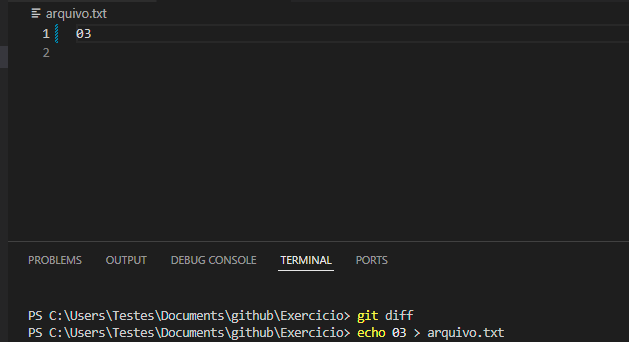 arquivo.txt
1 03
2
PROBLEMS OUTPUT DEBUG CONSOLE TERMINAL PORTS
PS C:\Users\Testes\Documents\github\Exercicio> git diff
PS C:\Users\Testes\Documents\github\Exercicio> echo 03 > arquivo.txt